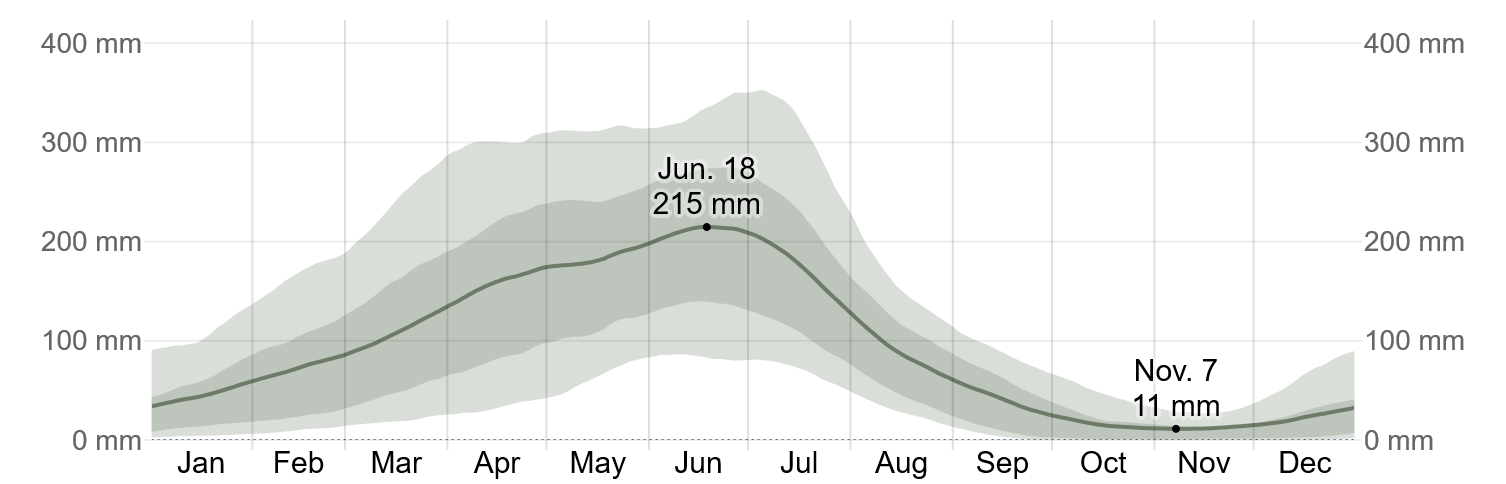 400 mm 400 mm
300 mm 300 mm
Jun. 18
215 mm
200 mm 200 mm
100 mm 100 mm
Nov. 7
11 mm
0 mm 0 mm
Jan Feb Mar Apr May Jun Jul Aug Sep Oct Nov Dec